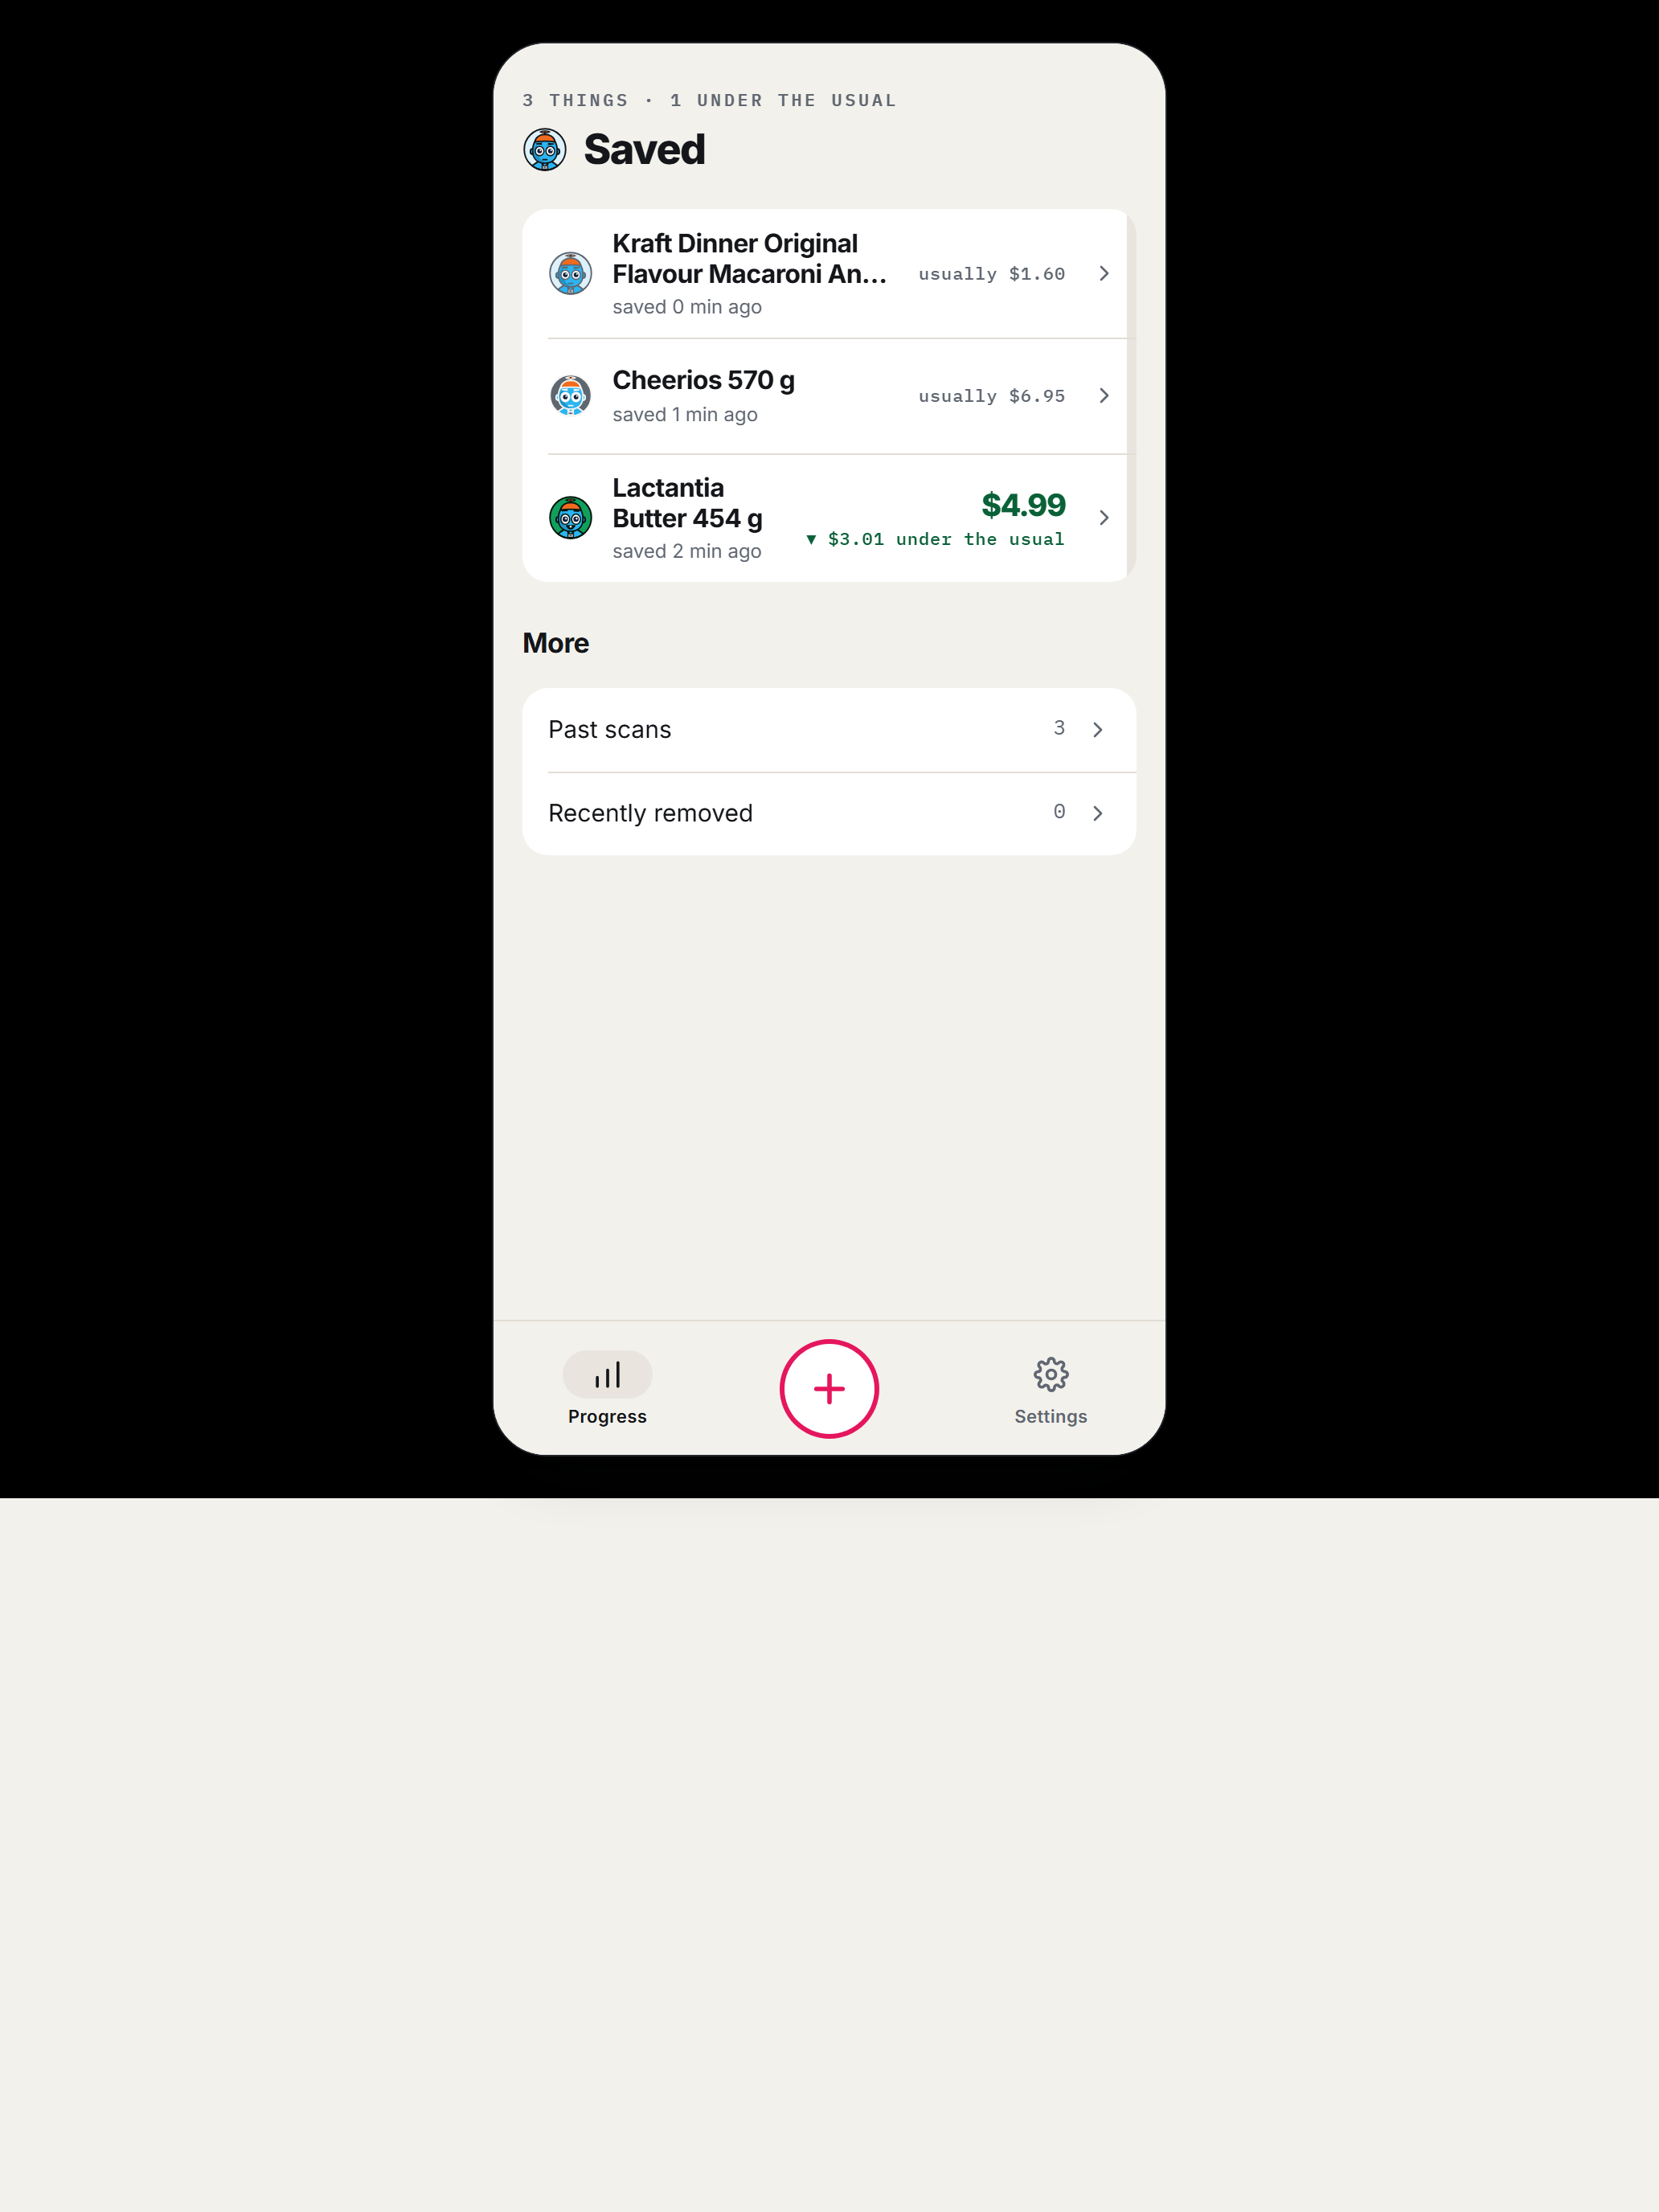 3 THINGS · 1 UNDER THE USUAL
Saved
Kraft Dinner Original
Flavour Macaroni An...
saved 0 min ago
usually $1.60
Cheerios 570 g
saved 1 min ago
usually $6.95
Lactantia
Butter 454 g
saved 2 min ago
$4.99
▼ $3.01 under the usual
More
Past scans 3
Recently removed 0
Progress
Settings